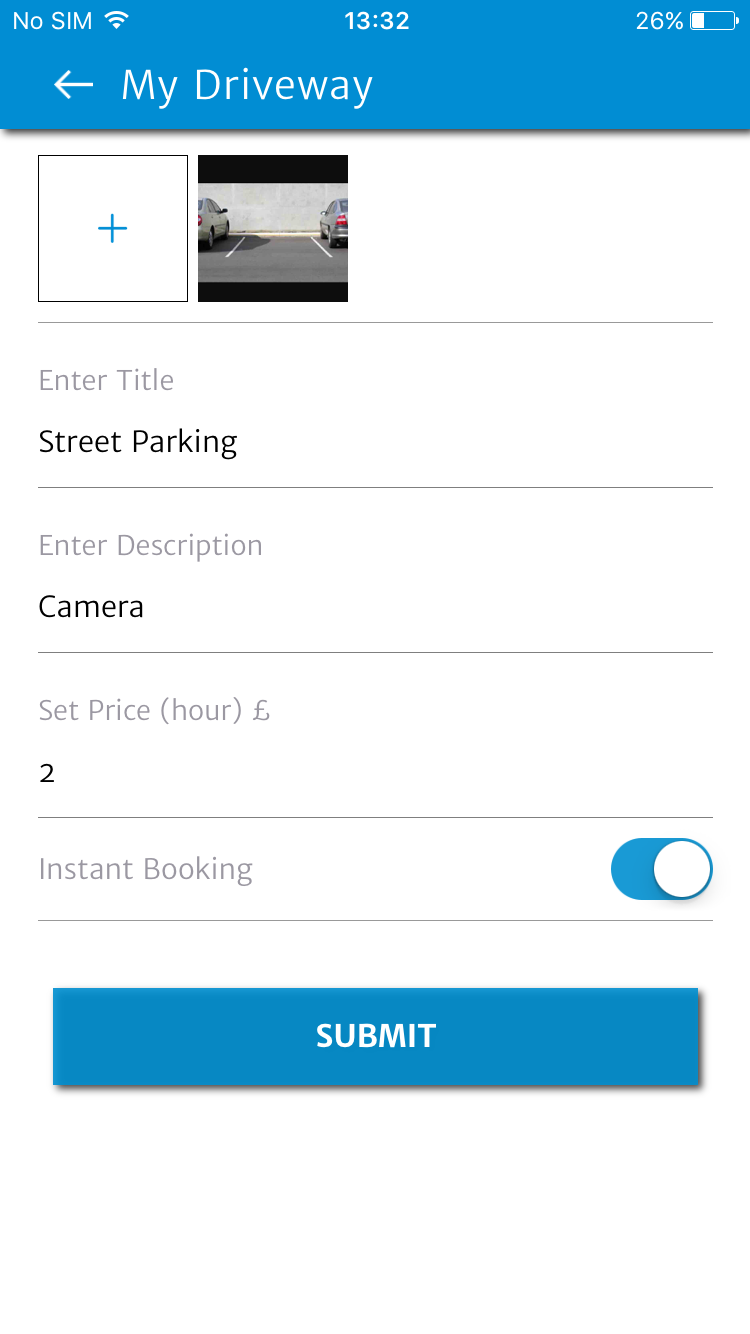 No SIM 13:32 26%
My Driveway
+
Enter Title
Street Parking
Enter Description
Camera
Set Price (hour) £
2
Instant Booking
SUBMIT